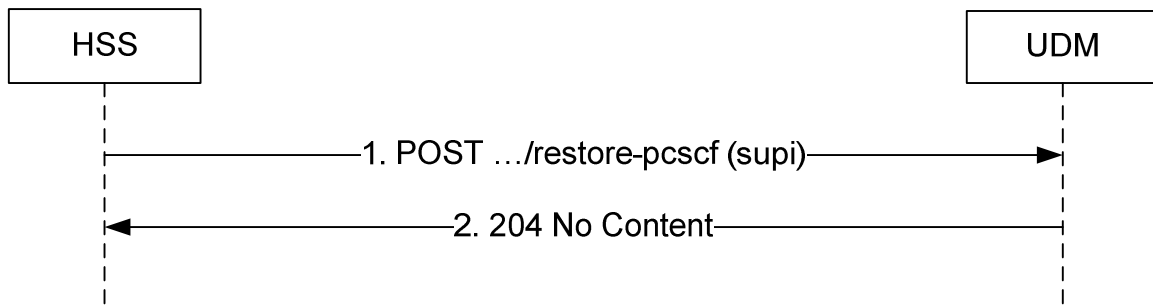 HSS
UDM
1. POST …/restore-pcscf (supi)
2. 204 No Content